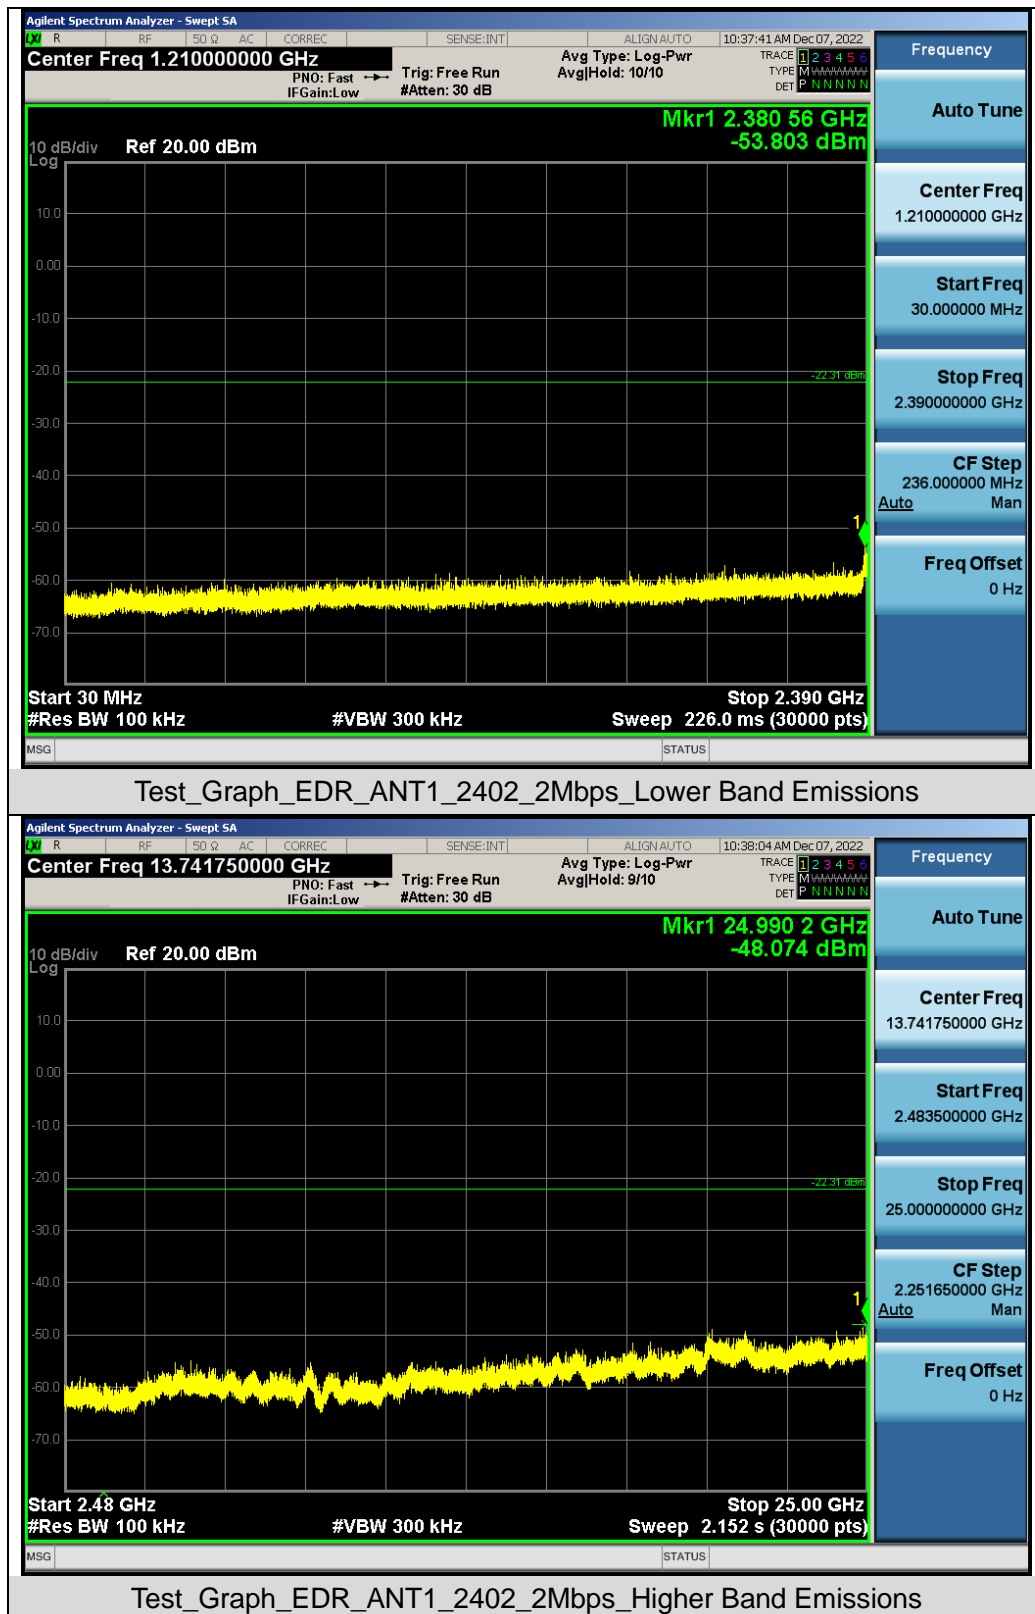 Agilent Spectrum Analyzer - Swept SA
LXI R RF 50 Ω AC CORREC SENSE:INT ALIGN AUTO 10:37:41 AM Dec 07, 2022
Center Freq 1.210000000 GHz
PNO: Fast
IFGain:Low
Trig: Free Run
#Atten: 30 dB
Avg Type: Log-Pwr
Avg|Hold: 10/10
TRACE 1 2 3 4 5 6
TYPE M
DET P N N N N N
Frequency
Mkr1 2.380 56 GHz
-53.803 dBm
10 dB/div Ref 20.00 dBm
Log
10.0
0.00
-10.0
-20.0
-22.31 dBm
-30.0
-40.0
-50.0
1
-60.0
-70.0
Start 30 MHz Stop 2.390 GHz
#Res BW 100 kHz #VBW 300 kHz Sweep 226.0 ms (30000 pts)
MSG STATUS
Auto Tune
Center Freq
1.210000000 GHz
Start Freq
30.000000 MHz
Stop Freq
2.390000000 GHz
CF Step
236.000000 MHz
Auto Man
Freq Offset
0 Hz
Test_Graph_EDR_ANT1_2402_2Mbps_Lower Band Emissions
Agilent Spectrum Analyzer - Swept SA
LXI R RF 50 Ω AC CORREC SENSE:INT ALIGN AUTO 10:38:04 AM Dec 07, 2022
Center Freq 13.741750000 GHz
PNO: Fast
IFGain:Low
Trig: Free Run
#Atten: 30 dB
Avg Type: Log-Pwr
Avg|Hold: 9/10
TRACE 1 2 3 4 5 6
TYPE M
DET P N N N N N
Frequency
Mkr1 24.990 2 GHz
-48.074 dBm
10 dB/div Ref 20.00 dBm
Log
10.0
0.00
-10.0
-20.0
-22.31 dBm
-30.0
-40.0
1
-50.0
-60.0
-70.0
Start 2.48 GHz Stop 25.00 GHz
#Res BW 100 kHz #VBW 300 kHz Sweep 2.152 s (30000 pts)
MSG STATUS
Auto Tune
Center Freq
13.741750000 GHz
Start Freq
2.483500000 GHz
Stop Freq
25.000000000 GHz
CF Step
2.251650000 GHz
Auto Man
Freq Offset
0 Hz
Test_Graph_EDR_ANT1_2402_2Mbps_Higher Band Emissions